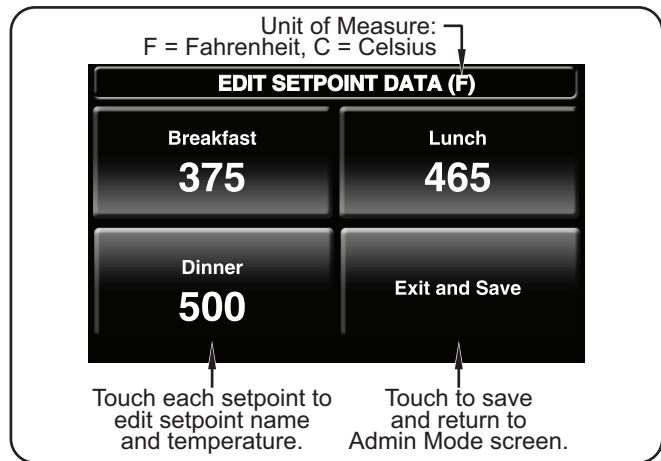 Unit of Measure:
F = Fahrenheit, C = Celsius
EDIT SETPOINT DATA (F)
Breakfast
375
Lunch
465
Dinner
500
Exit and Save
Touch each setpoint to
edit setpoint name
and temperature.
Touch to save
and return to
Admin Mode screen.